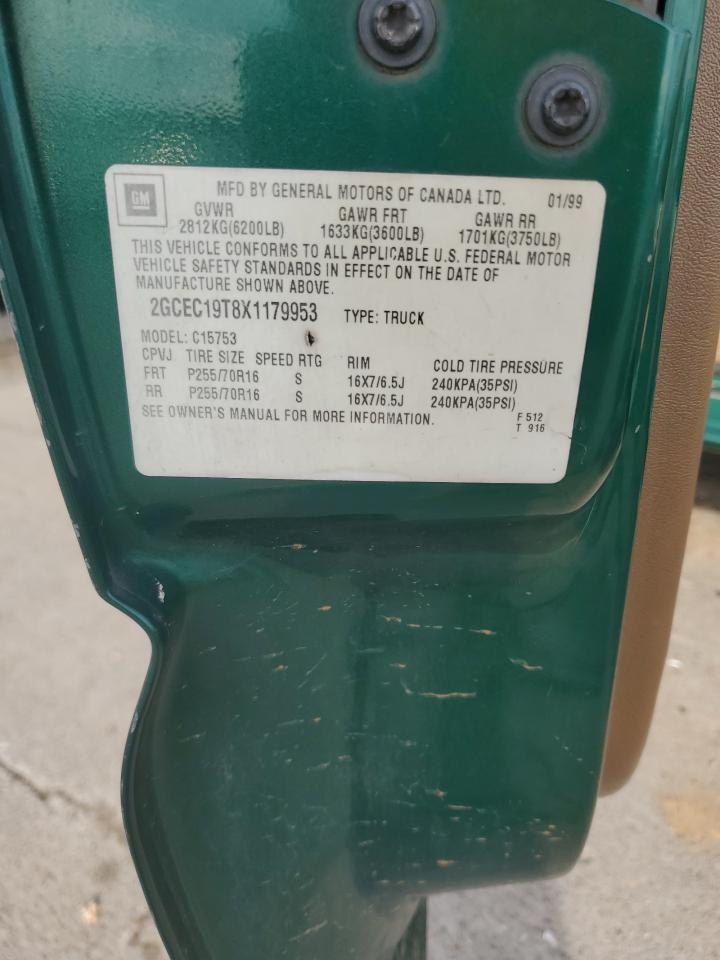 GM
MFD BY GENERAL MOTORS OF CANADA LTD. 01/99
GVWR GAWR FRT GAWR RR
2812KG(6200LB) 1633KG(3600LB) 1701KG(3750LB)
THIS VEHICLE CONFORMS TO ALL APPLICABLE U.S. FEDERAL MOTOR
VEHICLE SAFETY STANDARDS IN EFFECT ON THE DATE OF
MANUFACTURE SHOWN ABOVE.
2GCEC19T8X1179953 TYPE: TRUCK
MODEL: C15753
CPVJ TIRE SIZE SPEED RTG RIM COLD TIRE PRESSURE
FRT P255/70R16 S 16X7/6.5J 240KPA(35PSI)
RR P255/70R16 S 16X7/6.5J 240KPA(35PSI)
SEE OWNER'S MANUAL FOR MORE INFORMATION. F 512
T 916